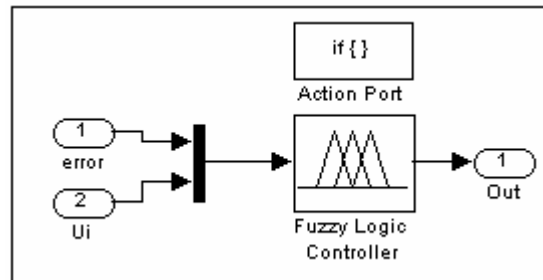 if { }
Action Port
1
error
2
Ui
Fuzzy Logic
Controller
1
Out